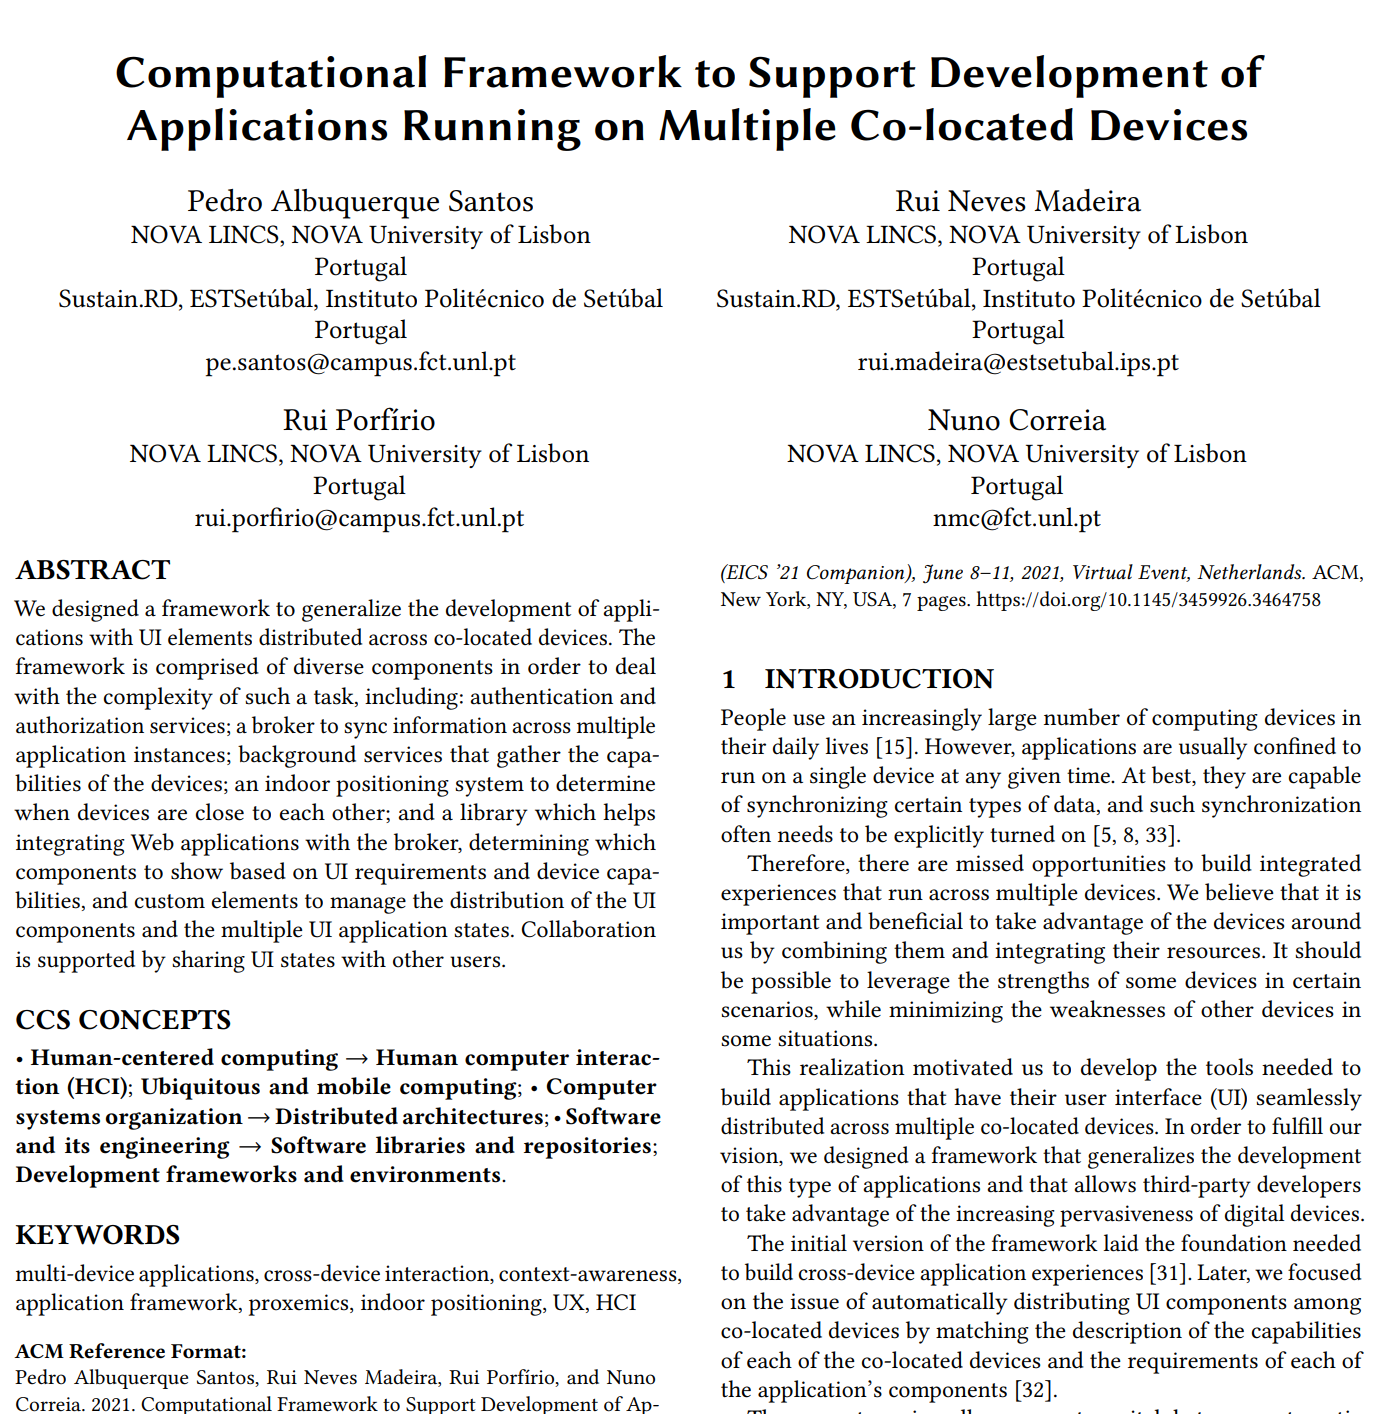 Computational Framework to Support Development of
Applications Running on Multiple Co-located Devices
Pedro Albuquerque Santos
NOVA LINCS, NOVA University of Lisbon
Portugal
Sustain.RD, ESTSetúbal, Instituto Politécnico de Setúbal
Portugal
pe.santos@campus.fct.unl.pt
Rui Neves Madeira
NOVA LINCS, NOVA University of Lisbon
Portugal
Sustain.RD, ESTSetúbal, Instituto Politécnico de Setúbal
Portugal
rui.madeira@estsetubal.ips.pt
Rui Porfírio
NOVA LINCS, NOVA University of Lisbon
Portugal
rui.porfirio@campus.fct.unl.pt
Nuno Correia
NOVA LINCS, NOVA University of Lisbon
Portugal
nmc@fct.unl.pt
ABSTRACT
We designed a framework to generalize the development of appli-
cations with UI elements distributed across co-located devices. The
framework is comprised of diverse components in order to deal
with the complexity of such a task, including: authentication and
authorization services; a broker to sync information across multiple
application instances; background services that gather the capa-
bilities of the devices; an indoor positioning system to determine
when devices are close to each other; and a library which helps
integrating Web applications with the broker, determining which
components to show based on UI requirements and device capa-
bilities, and custom elements to manage the distribution of the UI
components and the multiple UI application states. Collaboration
is supported by sharing UI states with other users.
CCS CONCEPTS
• Human-centered computing → Human computer interac-
tion (HCI); Ubiquitous and mobile computing; • Computer
systems organization → Distributed architectures; • Software
and its engineering → Software libraries and repositories;
Development frameworks and environments.
KEYWORDS
multi-device applications, cross-device interaction, context-awareness,
application framework, proxemics, indoor positioning, UX, HCI
ACM Reference Format:
Pedro Albuquerque Santos, Rui Neves Madeira, Rui Porfírio, and Nuno
Correia. 2021. Computational Framework to Support Development of Ap-
(EICS '21 Companion), June 8–11, 2021, Virtual Event, Netherlands. ACM,
New York, NY, USA, 7 pages. https://doi.org/10.1145/3459926.3464758
1 INTRODUCTION
People use an increasingly large number of computing devices in
their daily lives [15]. However, applications are usually confined to
run on a single device at any given time. At best, they are capable
of synchronizing certain types of data, and such synchronization
often needs to be explicitly turned on [5, 8, 33].
Therefore, there are missed opportunities to build integrated
experiences that run across multiple devices. We believe that it is
important and beneficial to take advantage of the devices around
us by combining them and integrating their resources. It should
be possible to leverage the strengths of some devices in certain
scenarios, while minimizing the weaknesses of other devices in
some situations.
This realization motivated us to develop the tools needed to
build applications that have their user interface (UI) seamlessly
distributed across multiple co-located devices. In order to fulfill our
vision, we designed a framework that generalizes the development
of this type of applications and that allows third-party developers
to take advantage of the increasing pervasiveness of digital devices.
The initial version of the framework laid the foundation needed
to build cross-device application experiences [31]. Later, we focused
on the issue of automatically distributing UI components among
co-located devices by matching the description of the capabilities
of each of the co-located devices and the requirements of each of
the application's components [32].